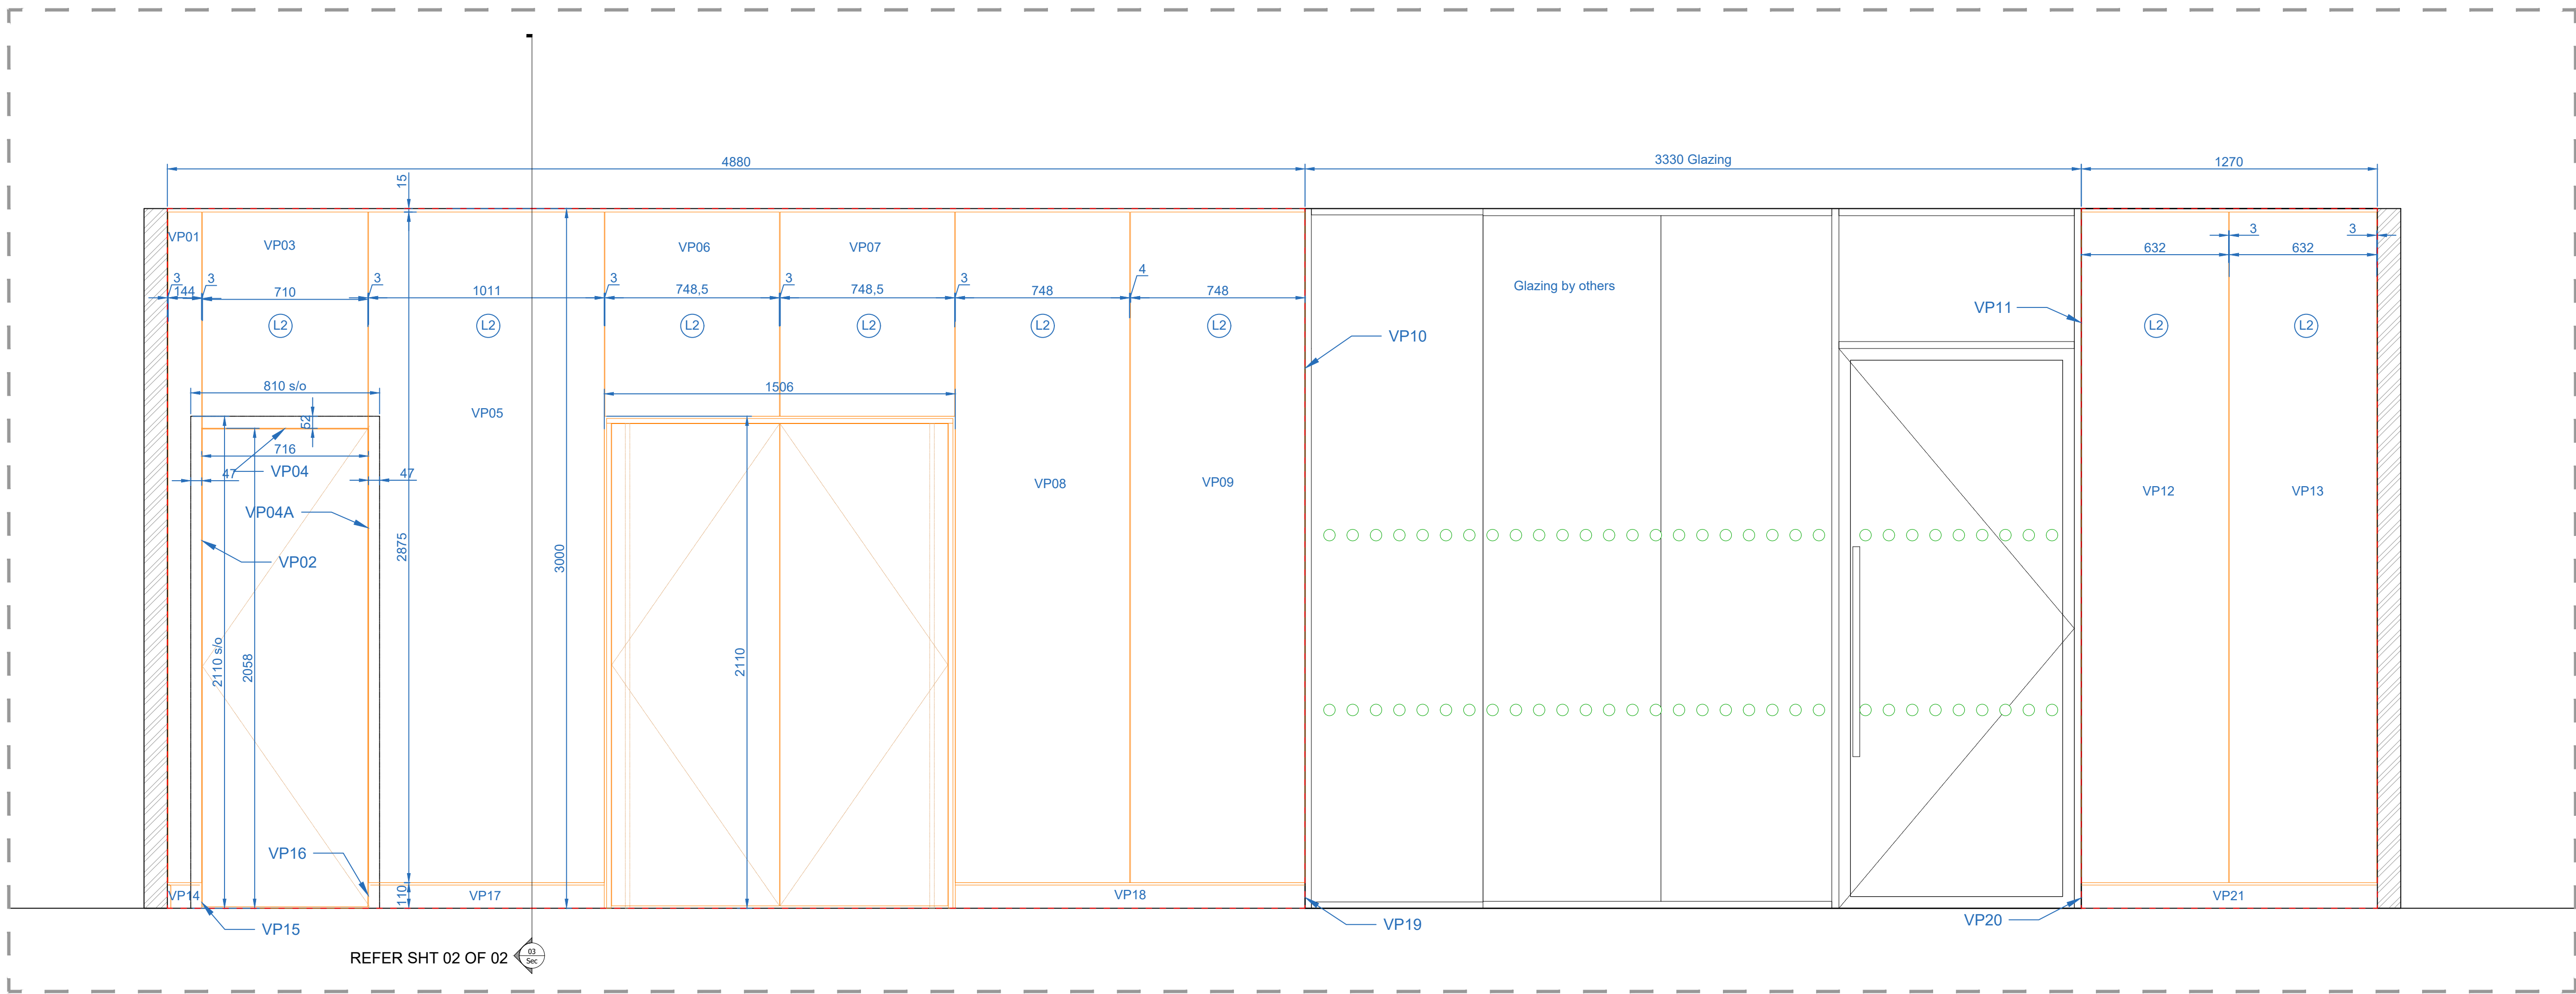 4880
3330 Glazing
1270
15
VP01
VP03
VP06
VP07
3
3
632
632
3
144
3
710
3
1011
3
748,5
3
748,5
3
748
4
748
Glazing by others
VP11
L2
L2
L2
L2
L2
L2
L2
L2
VP10
810 s/o
1506
VP05
52
716
47
VP04
47
VP08
VP09
VP12
VP13
VP04A
2875
3000
VP02
2110 s/o
2058
2110
VP16
VP14
110
VP17
VP18
VP21
VP15
VP19
VP20
REFER SHT 02 OF 02
03
Sec